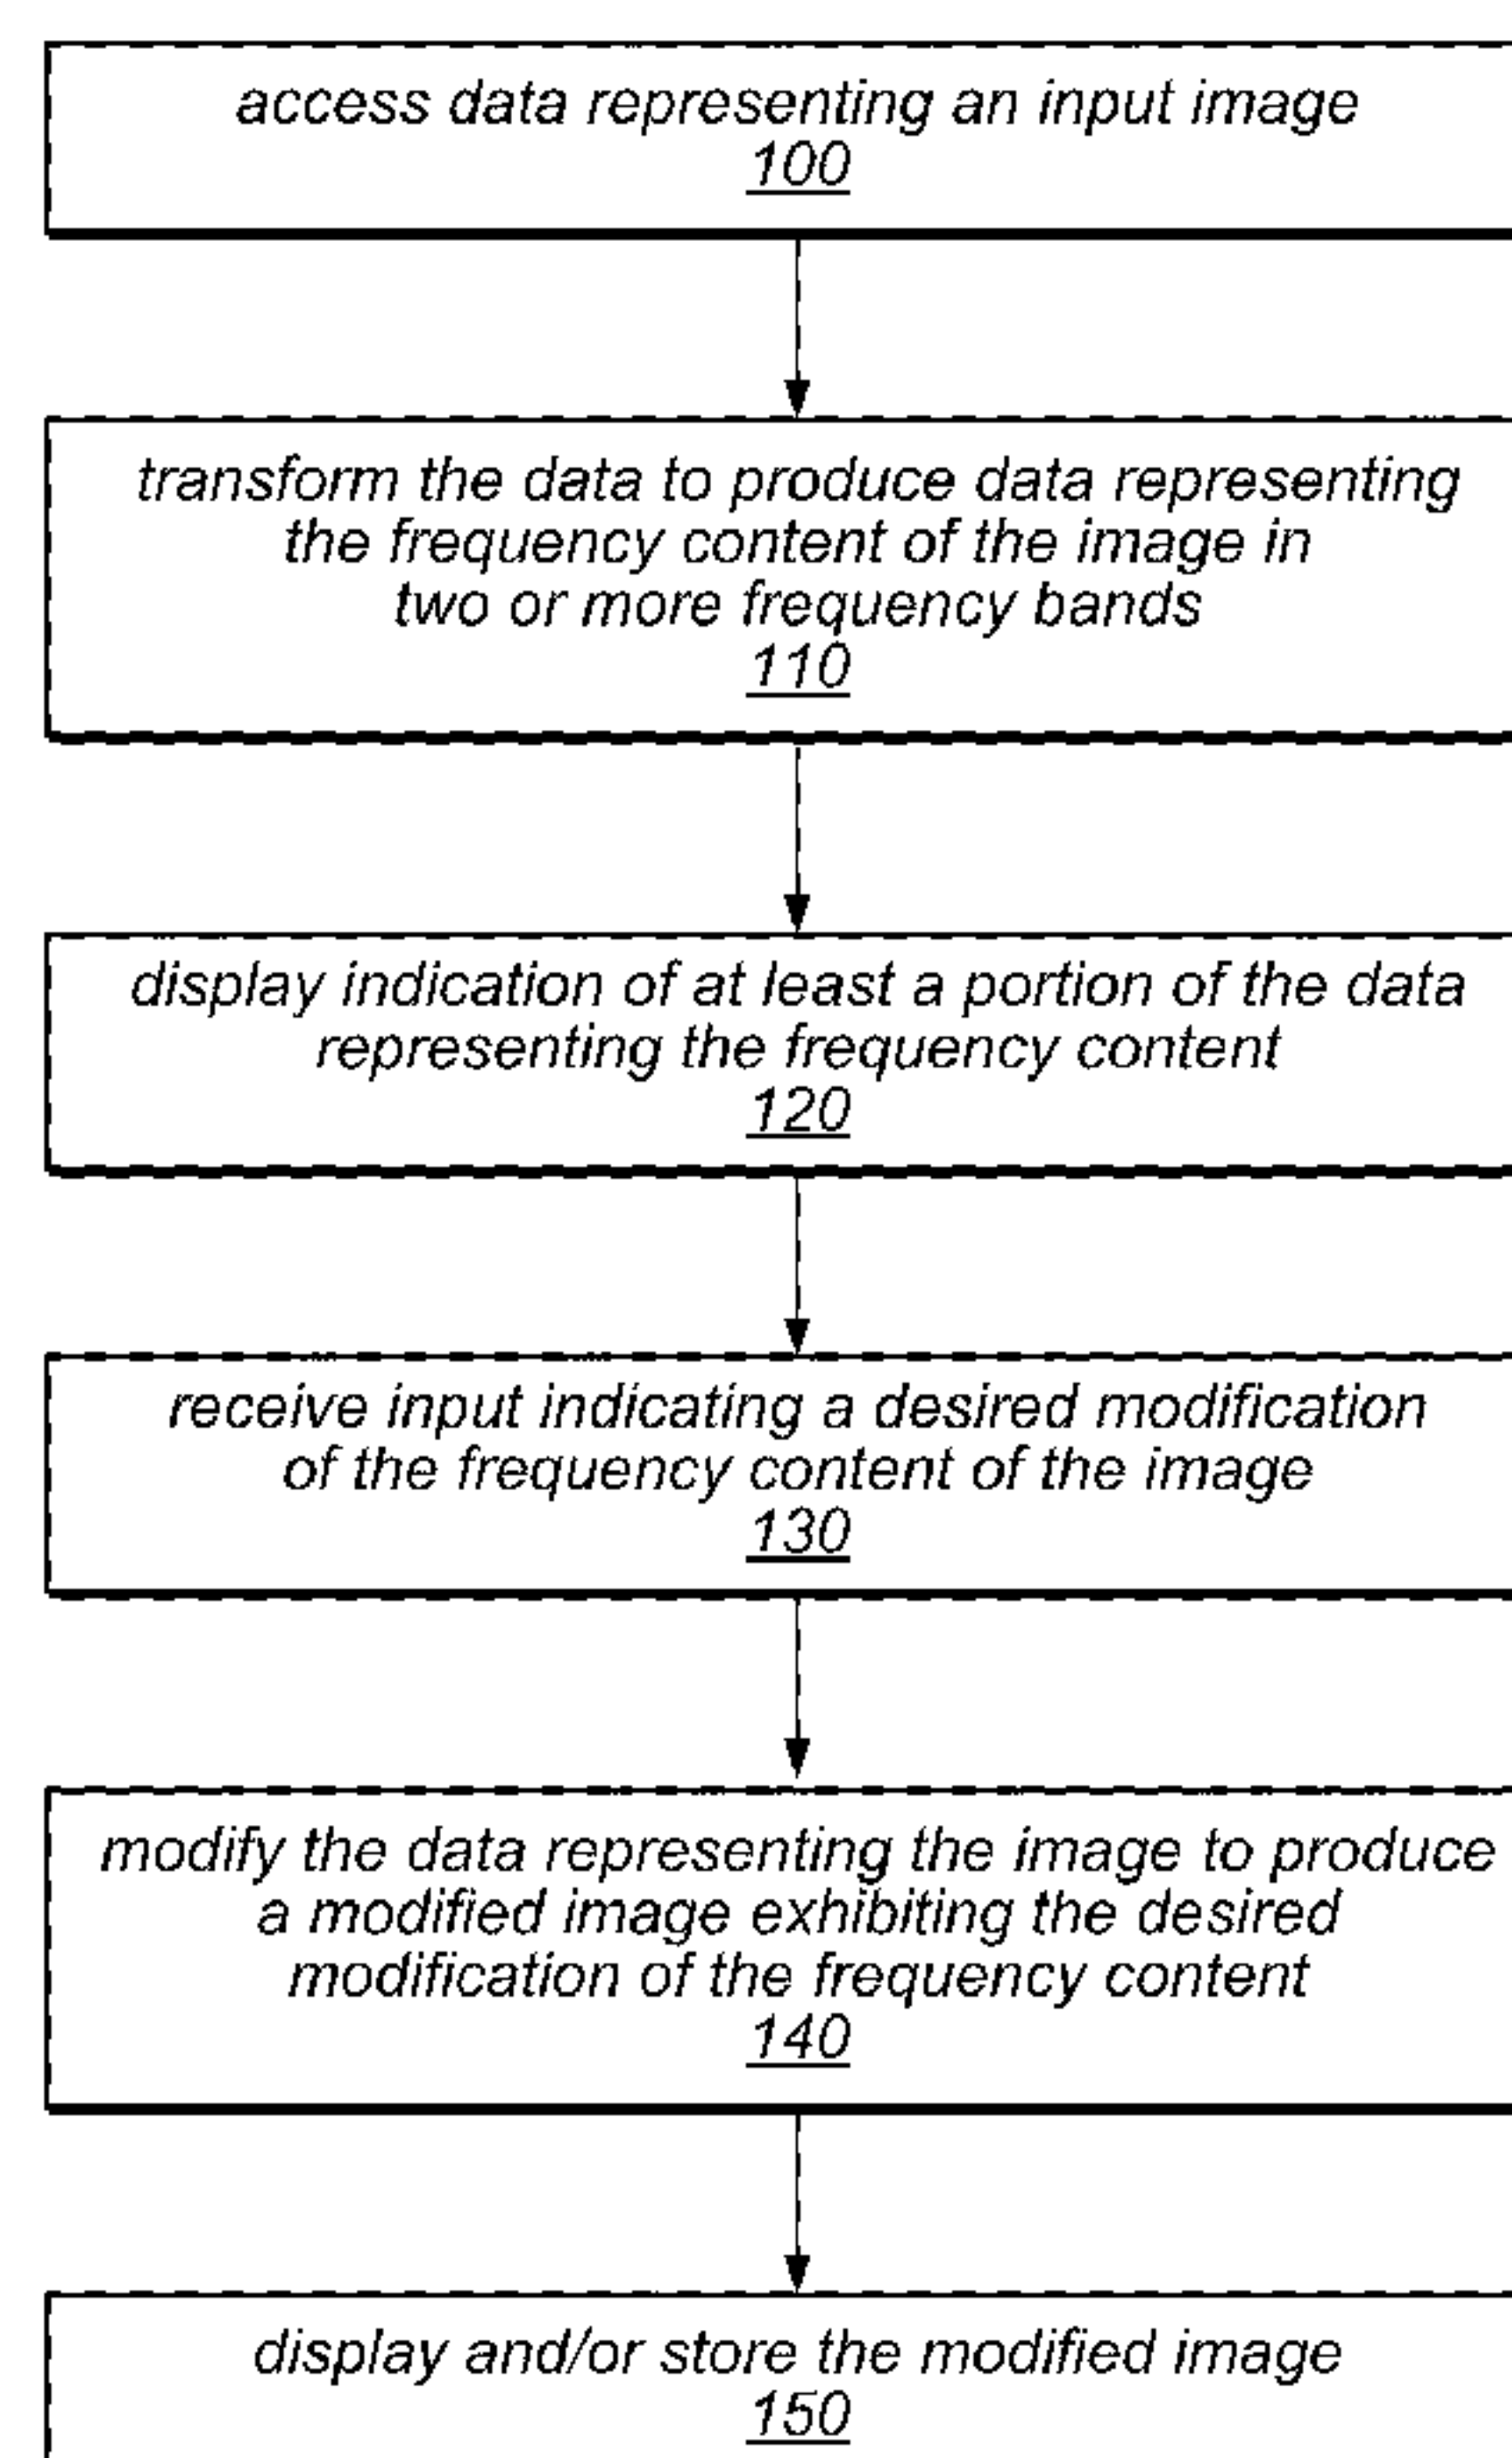 access data representing an input image
100
transform the data to produce data representing
the frequency content of the image in
two or more frequency bands
110
display indication of at least a portion of the data
representing the frequency content
120
receive input indicating a desired modification
of the frequency content of the image
130
modify the data representing the image to produce
a modified image exhibiting the desired
modification of the frequency content
140
display and/or store the modified image
150